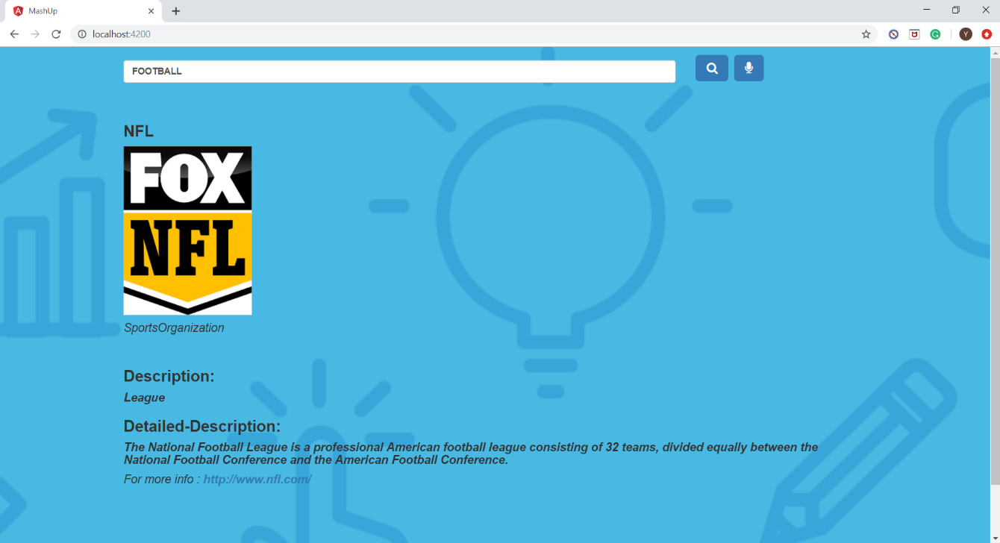 MashUp
localhost:4200
Y
FOOTBALL
NFL
FOX
NFL
SportsOrganization
Description:
League
Detailed-Description:
The National Football League is a professional American football league consisting of 32 teams, divided equally between the
National Football Conference and the American Football Conference.
For more info : http://www.nfl.com/